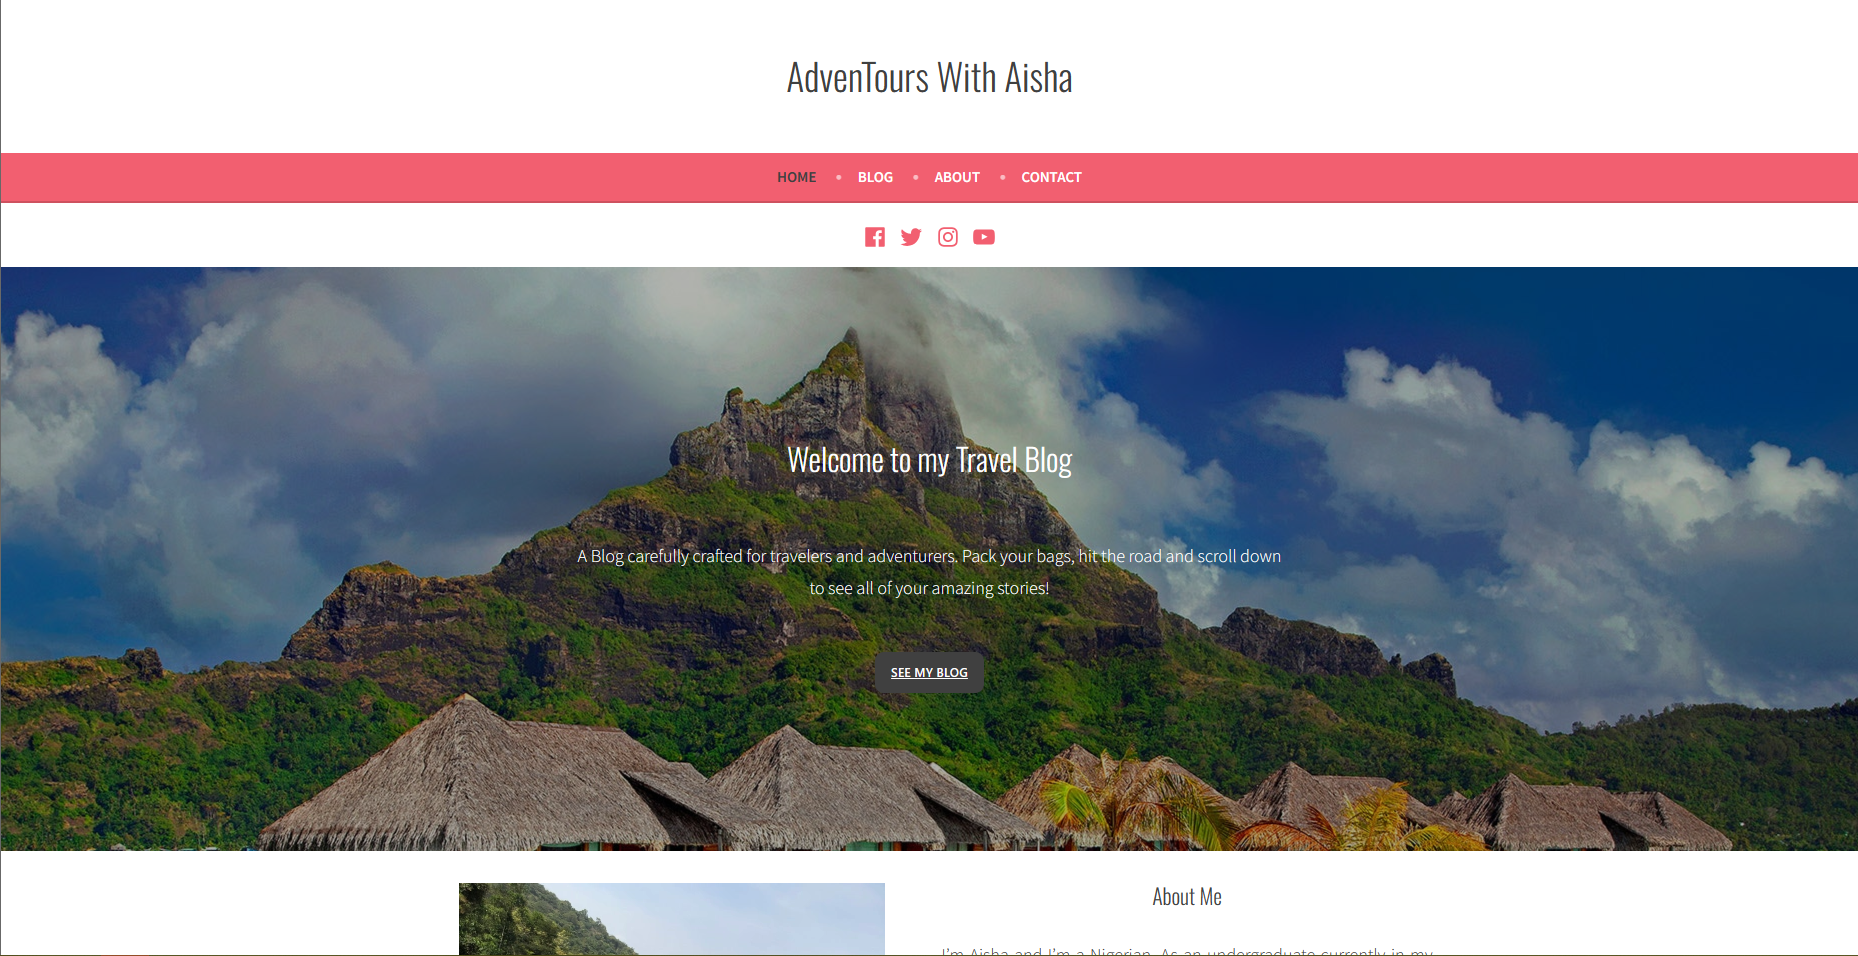 AdvenTours With Aisha
HOME • BLOG • ABOUT • CONTACT
Welcome to my Travel Blog
A Blog carefully crafted for travelers and adventurers. Pack your bags, hit the road and scroll down
to see all of your amazing stories!
SEE MY BLOG
About Me
I'm Aisha and I'm a Nigerian. As an undergraduate currently in my